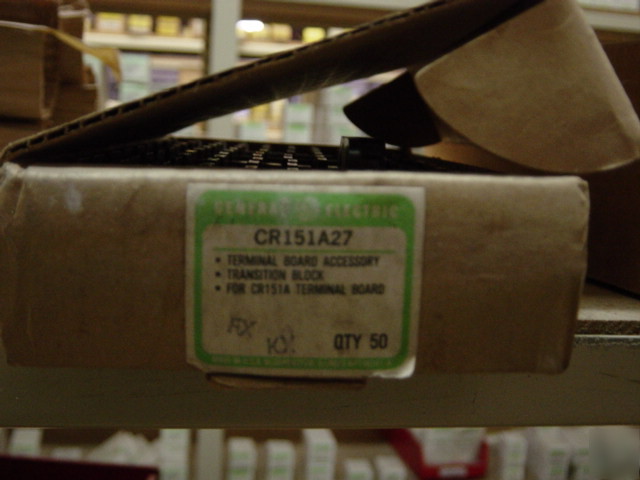 GENERAL ELECTRIC
CR151A27
• TERMINAL BOARD ACCESSORY
• TRANSITION BLOCK
• FOR CR151A TERMINAL BOARD
QTY 50